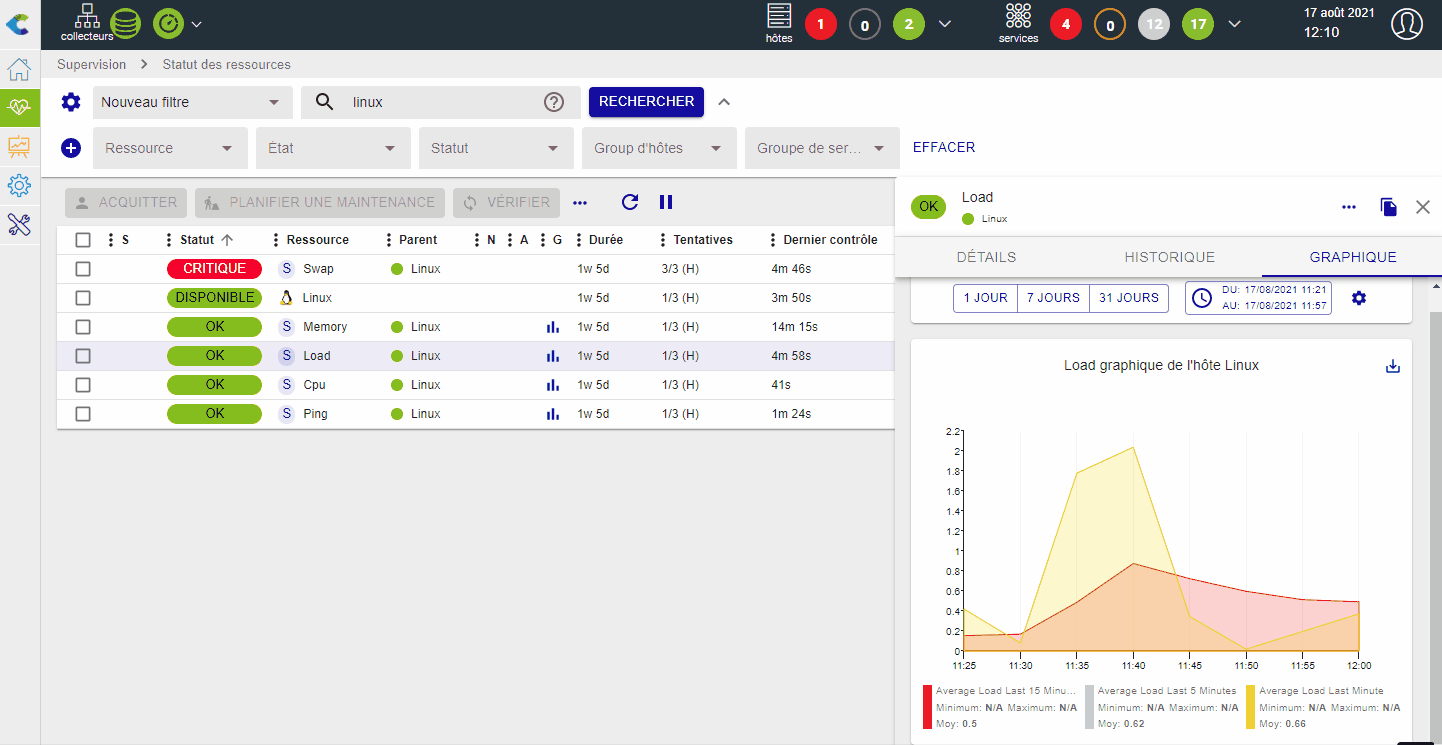 collecteurs
hôtes
1
0
2
services
4
0
12
17
17 août 2021
12:10
Supervision
Statut des ressources
Nouveau filtre
linux
RECHERCHER
Ressource
État
Statut
Group d'hôtes
Groupe de ser...
EFFACER
ACQUITTER
PLANIFIER UNE MAINTENANCE
VÉRIFIER
S Statut Ressource Parent N A G Durée Tentatives Dernier contrôle
CRITIQUE S Swap Linux 1w 5d 3/3 (H) 4m 46s
DISPONIBLE Linux 1w 5d 1/3 (H) 3m 50s
OK S Memory Linux 1w 5d 1/3 (H) 14m 15s
OK S Load Linux 1w 5d 1/3 (H) 4m 58s
OK S Cpu Linux 1w 5d 1/3 (H) 41s
OK S Ping Linux 1w 5d 1/3 (H) 1m 24s
OK
Load
Linux
DÉTAILS
HISTORIQUE
GRAPHIQUE
1 JOUR
7 JOURS
31 JOURS
DU: 17/08/2021 11:21
AU: 17/08/2021 11:57
Load graphique de l'hôte Linux
2.2
2
1.8
1.6
1.4
1.2
1
0.8
0.6
0.4
0.2
0
11:25 11:30 11:35 11:40 11:45 11:50 11:55 12:00
Average Load Last 15 Minu...
Minimum: N/A Maximum: N/A
Moy: 0.5
Average Load Last 5 Minutes
Minimum: N/A Maximum: N/A
Moy: 0.62
Average Load Last Minute
Minimum: N/A Maximum: N/A
Moy: 0.66